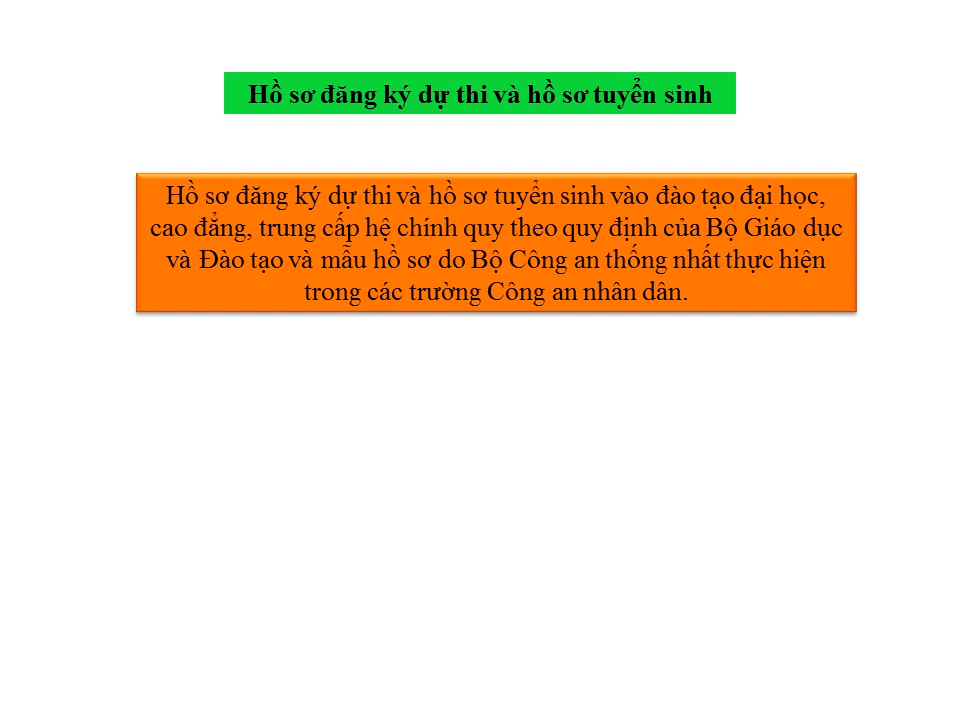 Hồ sơ đăng ký dự thi và hồ sơ tuyển sinh
Hồ sơ đăng ký dự thi và hồ sơ tuyển sinh vào đào tạo đại học,
cao đẳng, trung cấp hệ chính quy theo quy định của Bộ Giáo dục
và Đào tạo và mẫu hồ sơ do Bộ Công an thống nhất thực hiện
trong các trường Công an nhân dân.